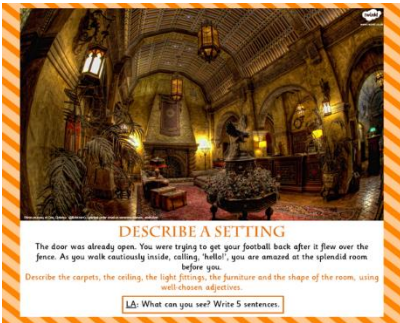 twinkl
DESCRIBE A SETTING
The door was already open. You were trying to get your football back after it flew over the
fence. As you walk cautiously inside, calling, 'hello!', you are amazed at the splendid room
before you.
Describe the carpets, the ceiling, the light fittings, the furniture and the shape of the room, using
well-chosen adjectives.
LA: What can you see? Write 5 sentences.